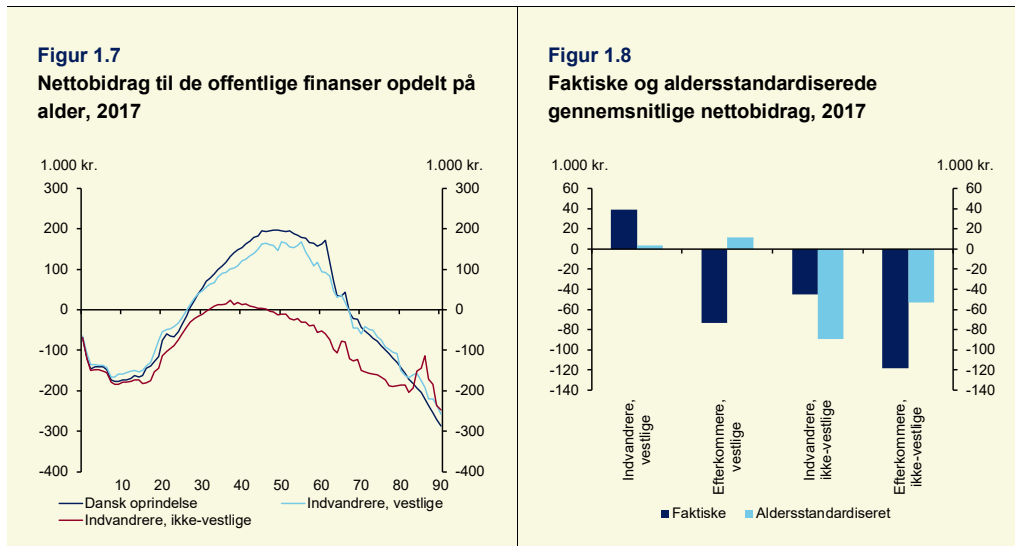 Figur 1.7
Nettobidrag til de offentlige finanser opdelt på
alder, 2017
1.000 kr. 1.000 kr.
300 300
200 200
100 100
0 0
-100 -100
-200 -200
-300 -300
-400 -400
10 20 30 40 50 60 70 80 90
Dansk oprindelse Indvandrere, vestlige
Indvandrere, ikke-vestlige
Figur 1.8
Faktiske og aldersstandardiserede
gennemsnitlige nettobidrag, 2017
1.000 kr. 1.000 kr.
60 60
40 40
20 20
0 0
-20 -20
-40 -40
-60 -60
-80 -80
-100 -100
-120 -120
-140 -140
Indvandrere,
vestlige
Efterkommere,
vestlige
Indvandrere,
ikke-vestlige
Efterkommere,
ikke-vestlige
Faktiske Aldersstandardiseret